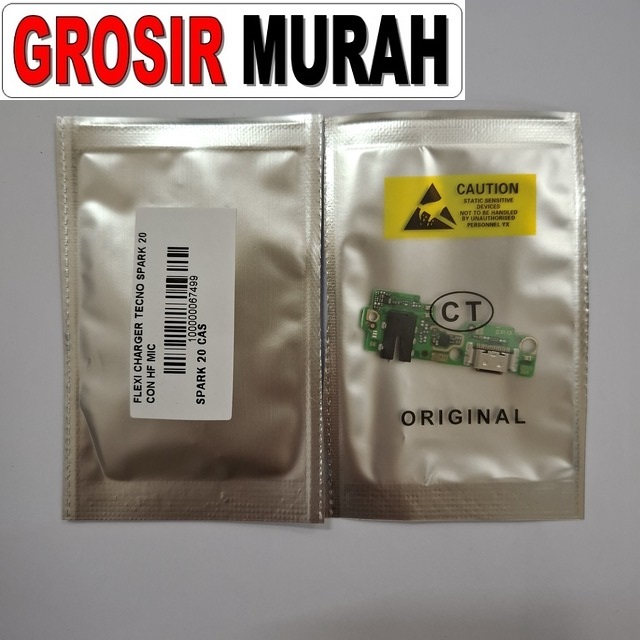 GROSIR MURAH
FLEXI CHARGER TECNO SPARK 20
CON HF MIC
100000067499
SPARK 20 CAS
CAUTION
STATIC SENSITIVE
DEVICES
NOT TO BE HANDLED
BY UNAUTHORISED
PERSONNEL YX
CT
ORIGINAL